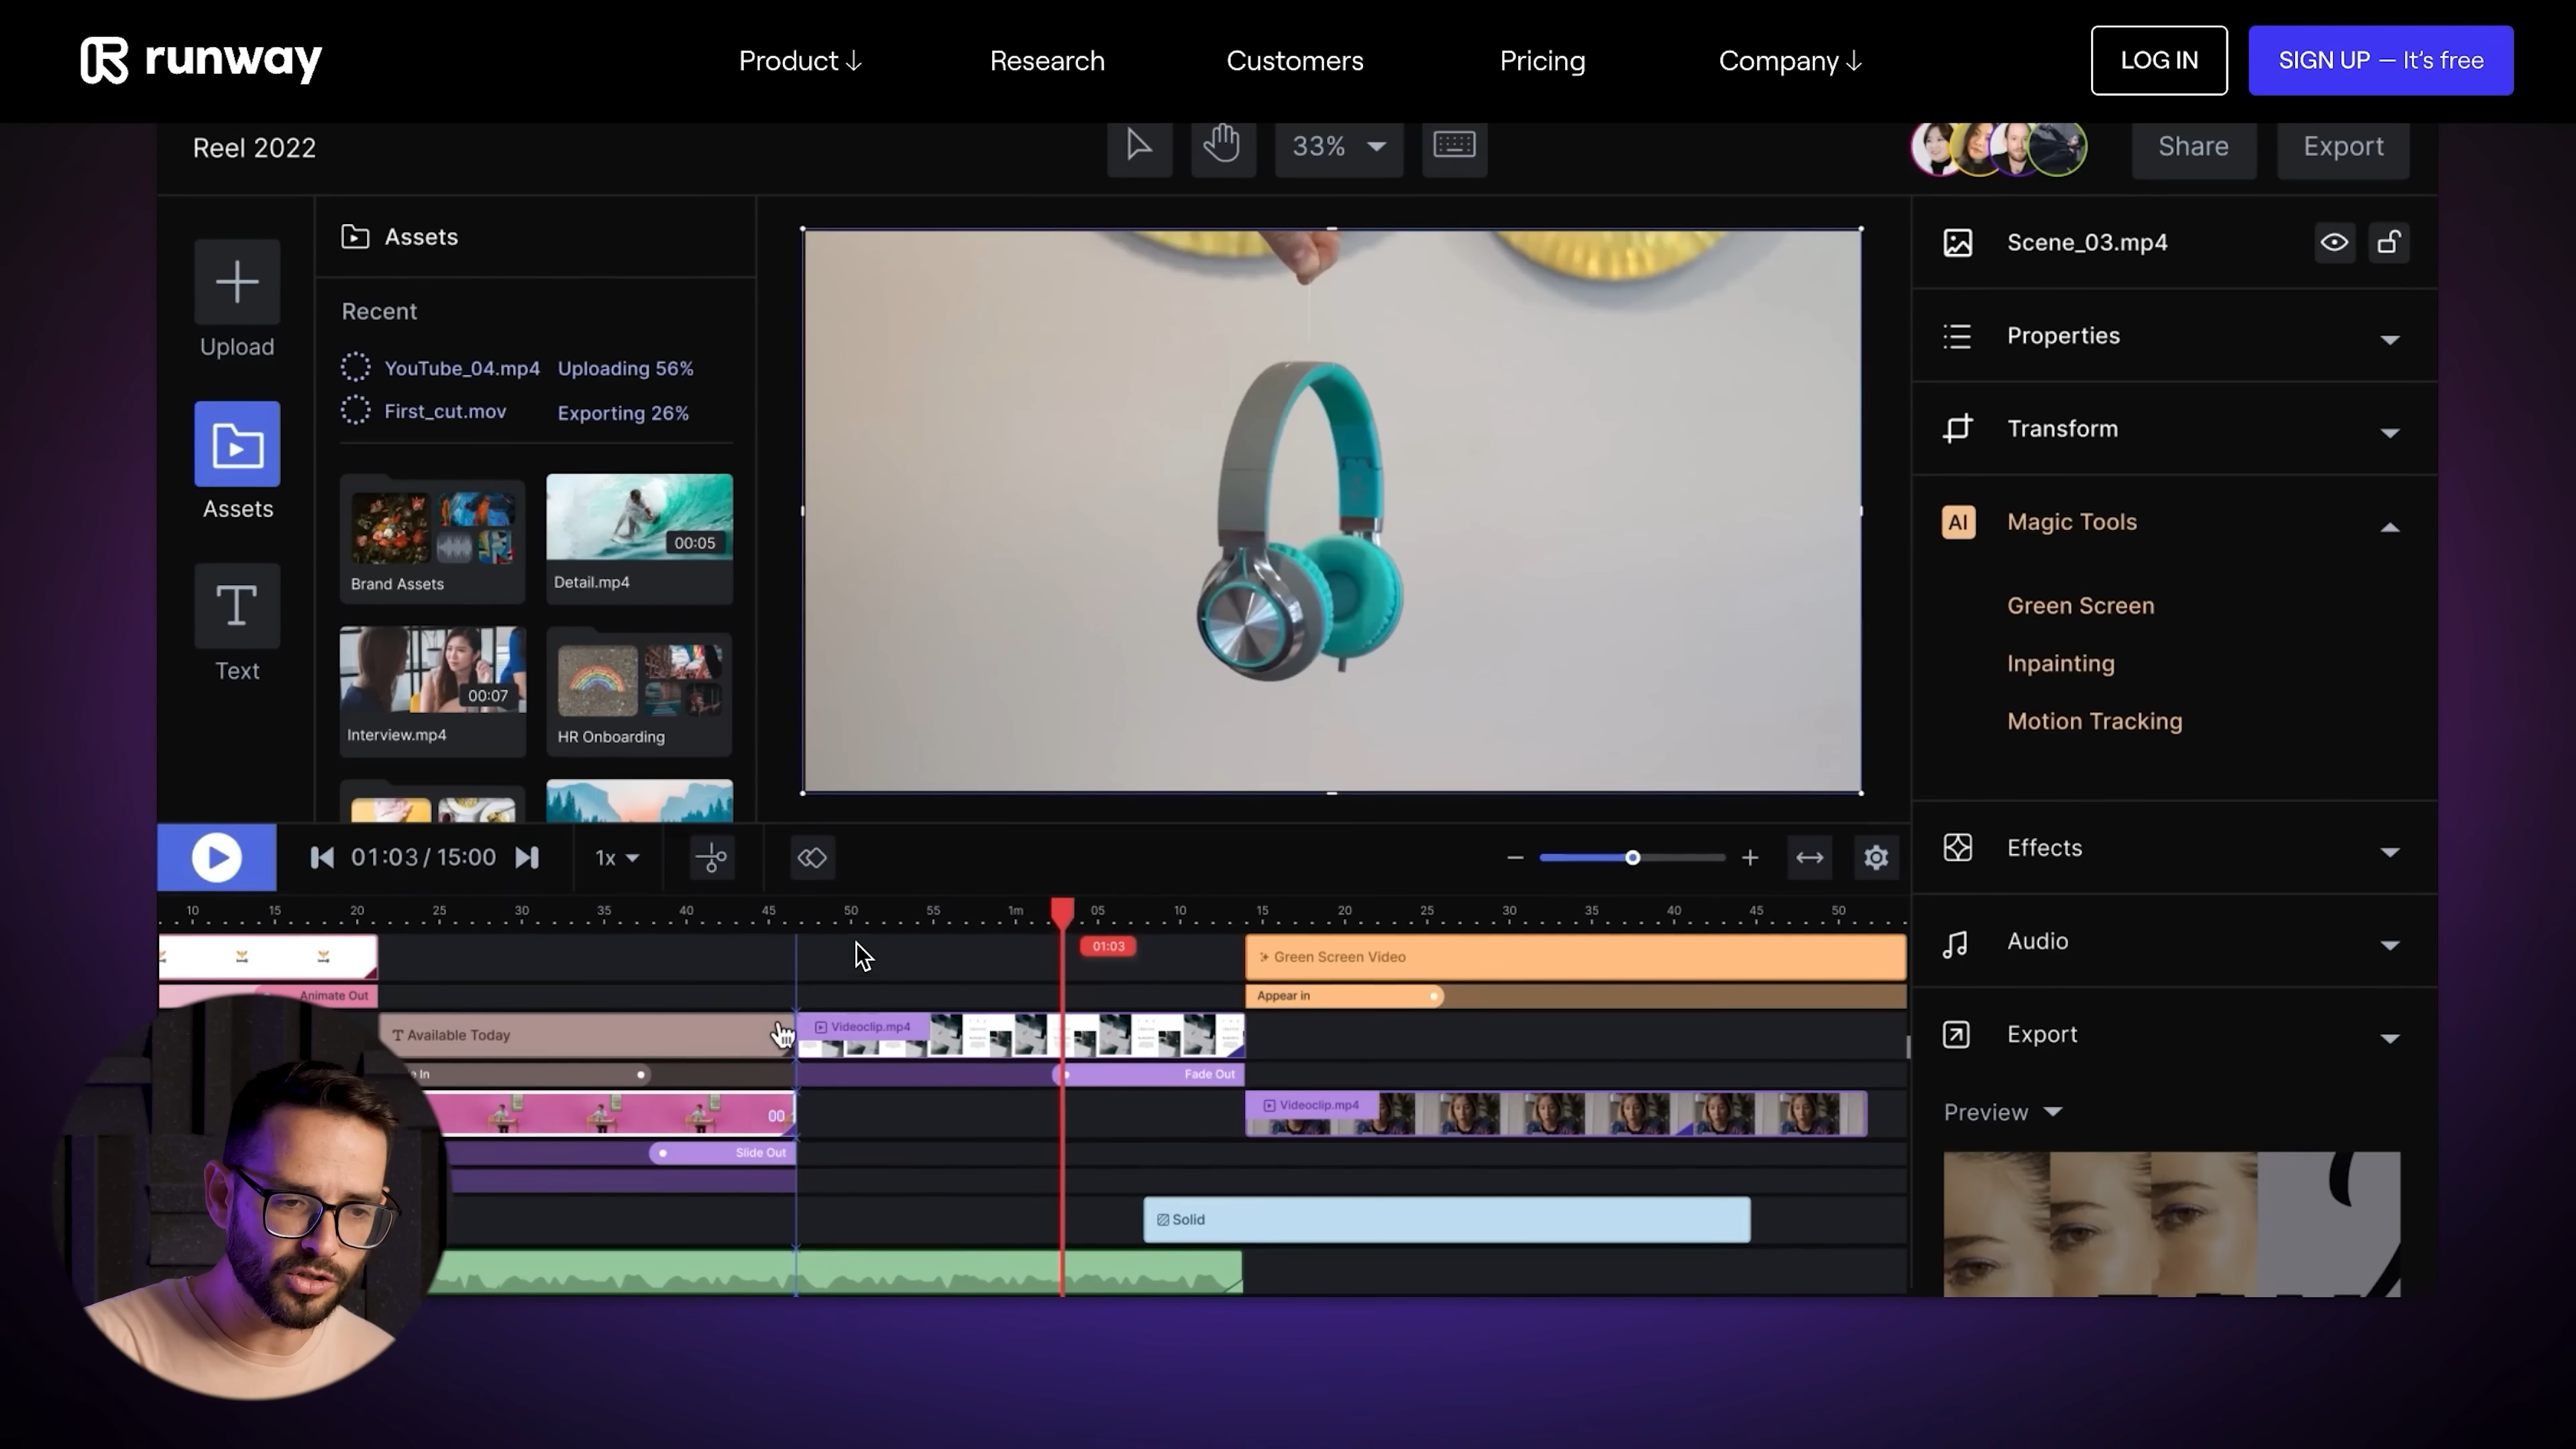 runway
Product ↓
Research
Customers
Pricing
Company ↓
LOG IN
SIGN UP — It's free
Reel 2022
33%
Share
Export
Upload
Assets
Text
Assets
Recent
YouTube_04.mp4 Uploading 56%
First_cut.mov Exporting 26%
Brand Assets
00:05
Detail.mp4
00:07
Interview.mp4
HR Onboarding
Scene_03.mp4
Properties
Transform
AI Magic Tools
Green Screen
Inpainting
Motion Tracking
Effects
Audio
Export
Preview
01:03 / 15:00
1x
10 15 20 25 30 35 40 45 50 55 1m 05 10 15 20 25 30 35 40 45 50
01:03
Green Screen Video
Animate Out
Appear in
T Available Today
Videoclip.mp4
In
Fade Out
00
Videoclip.mp4
Slide Out
Solid